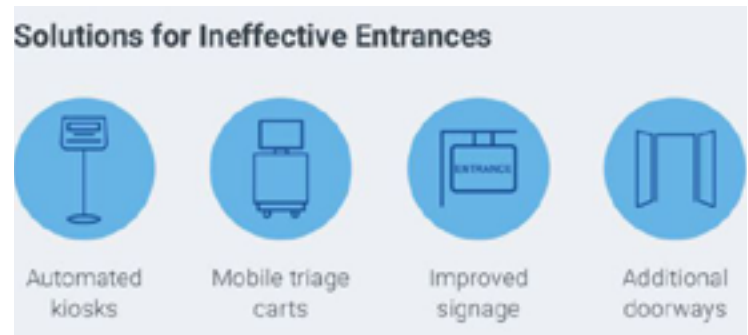 Solutions for Ineffective Entrances
ENTRANCE
Automated
kiosks
Mobile triage
carts
Improved
signage
Additional
doorways